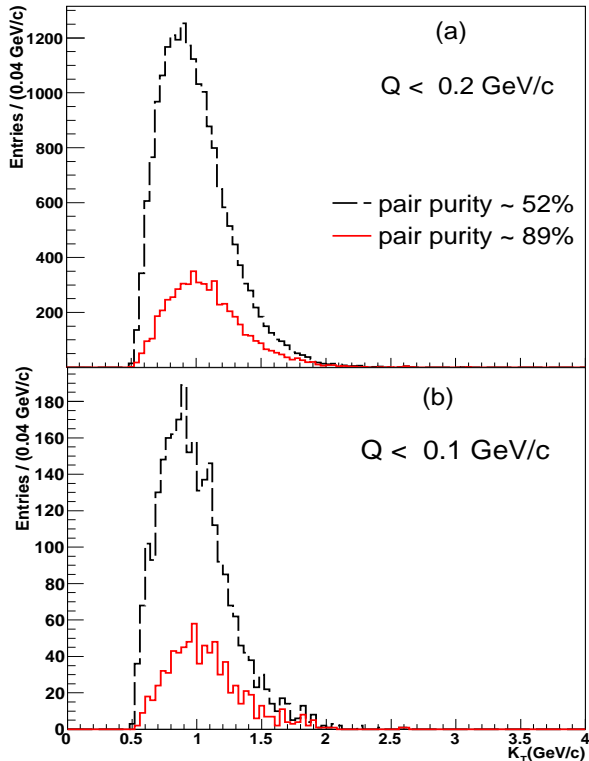 Entries / (0.04 GeV/c)
1200
1000
800
600
400
200
(a)
Q < 0.2 GeV/c
pair purity ~ 52%
pair purity ~ 89%
Entries / (0.04 GeV/c)
180
160
140
120
100
80
60
40
20
0
(b)
Q < 0.1 GeV/c
0 0.5 1 1.5 2 2.5 3 3.5 4
K_T(GeV/c)